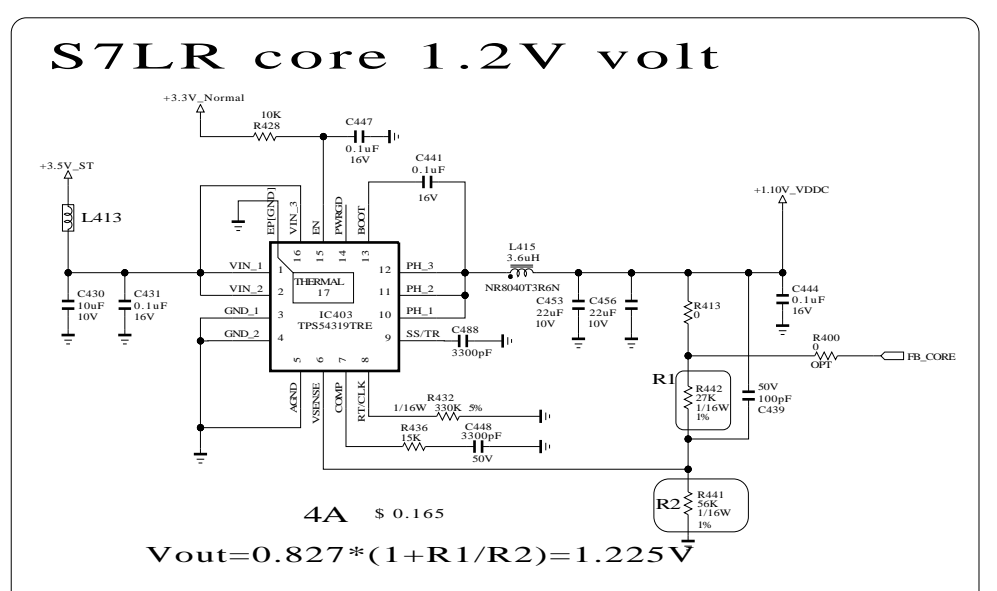 S7LR core 1.2V volt
+3.3V_Normal
10K
R428
C447
0.1uF
16V
C441
0.1uF
16V
+3.5V_ST
L413
+1.10V_VDDC
EP[GND]
VIN_3
EN
PWRGD
BOOT
16
15
14
13
L415
3.6uH
NR8040T3R6N
VIN_1
1
THERMAL
17
12
PH_3
VIN_2
2
11
PH_2
GND_1
3
IC403
TPS54319TRE
10
PH_1
GND_2
4
9
SS/TR
C488
3300pF
C430
10uF
10V
C431
0.1uF
16V
C453
22uF
10V
C456
22uF
10V
R413
0
C444
0.1uF
16V
R400
0
OPT
FB_CORE
5
6
7
8
AGND
VSENSE
COMP
RT/CLK
R1
R442
27K
1/16W
1%
50V
100pF
C439
R432
1/16W 330K 5%
R436
15K
C448
3300pF
50V
R2
R441
56K
1/16W
1%
4A $ 0.165
Vout=0.827*(1+R1/R2)=1.225V